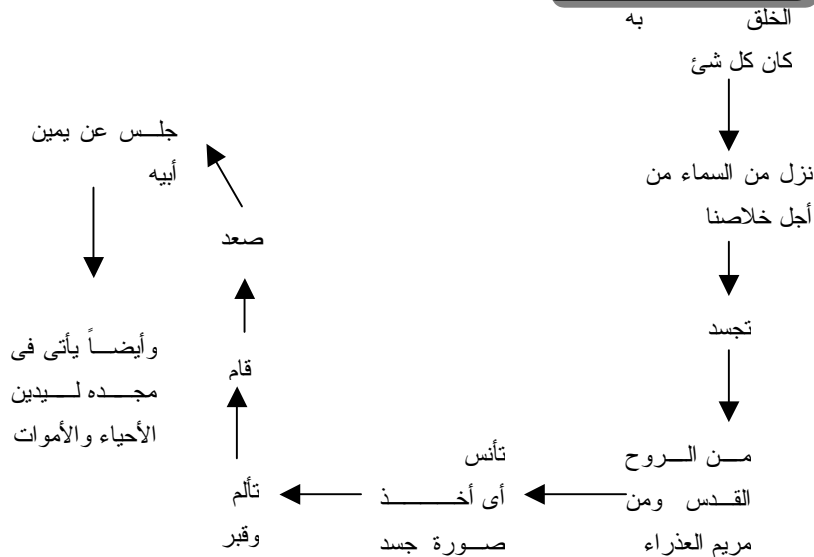 الخلق به
كان كل شئ
نزل من السماء من
أجل خلاصنا
تجسد
من الروح
القدس ومن
مريم العذراء
تأنس
أى أخذ
صورة جسد
تألم
وقبر
قام
صعد
جلس عن يمين
أبيه
وأيضاً يأتى فى
مجده ليدين
الأحياء والأموات